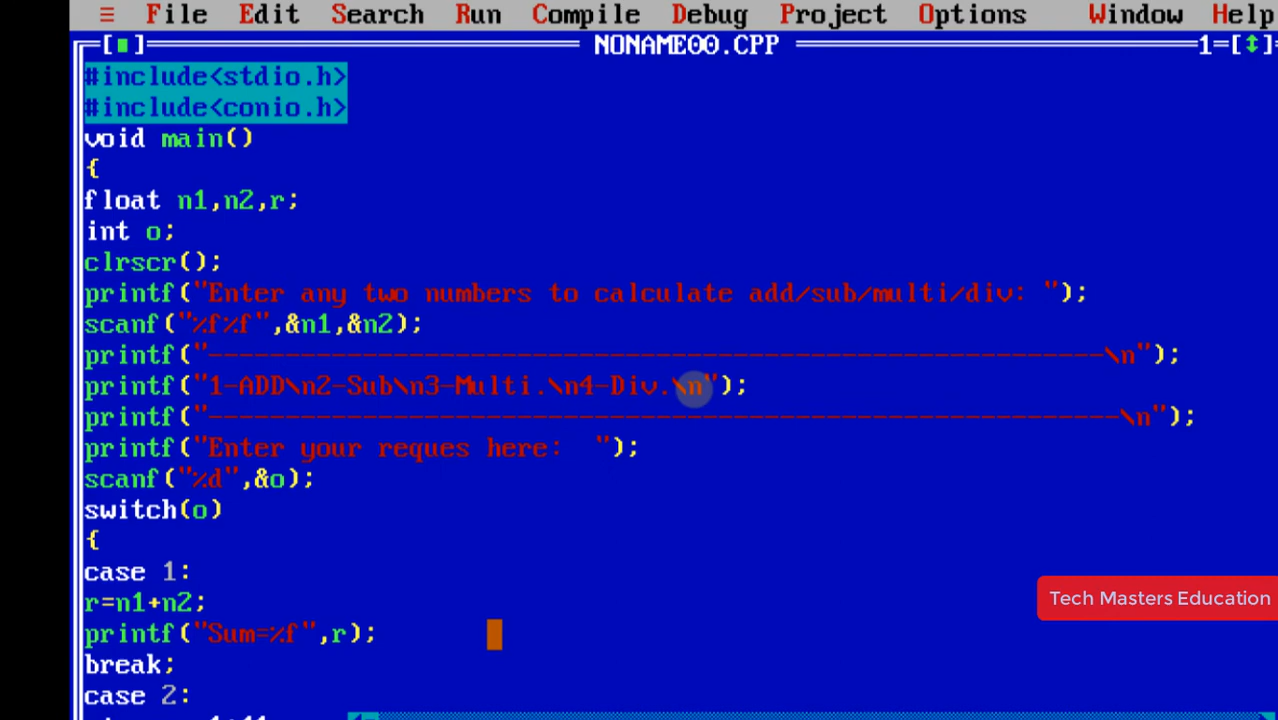 ≡ File Edit Search Run Compile Debug Project Options Window Help
[■] NONAME00.CPP 1=[↕]
#include<stdio.h>
#include<conio.h>
void main()
{
float n1,n2,r;
int o;
clrscr();
printf("Enter any two numbers to calculate add/sub/multi/div: ");
scanf("%f%f",&n1,&n2);
printf("----------------------------------------------------------\n");
printf("1-ADD\n2-Sub\n3-Multi.\n4-Div.\n");
printf("-----------------------------------------------------------\n");
printf("Enter your reques here:  ");
scanf("%d",&o);
switch(o)
{
case 1:
r=n1+n2;
printf("Sum=%f",r);
break;
case 2:
Tech Masters Education